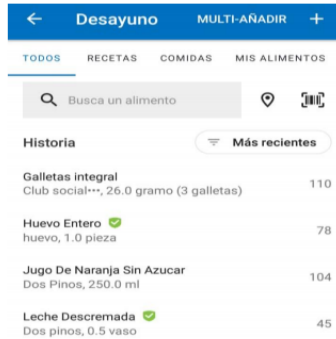 Desayuno MULTI-AÑADIR
TODOS RECETAS COMIDAS MIS ALIMENTOS
Busca un alimento
Historia Más recientes
Galletas integral
Club social•••, 26.0 gramo (3 galletas) 110
Huevo Entero
huevo, 1.0 pieza 78
Jugo De Naranja Sin Azucar
Dos Pinos, 250.0 ml 104
Leche Descremada
Dos pinos, 0.5 vaso 45